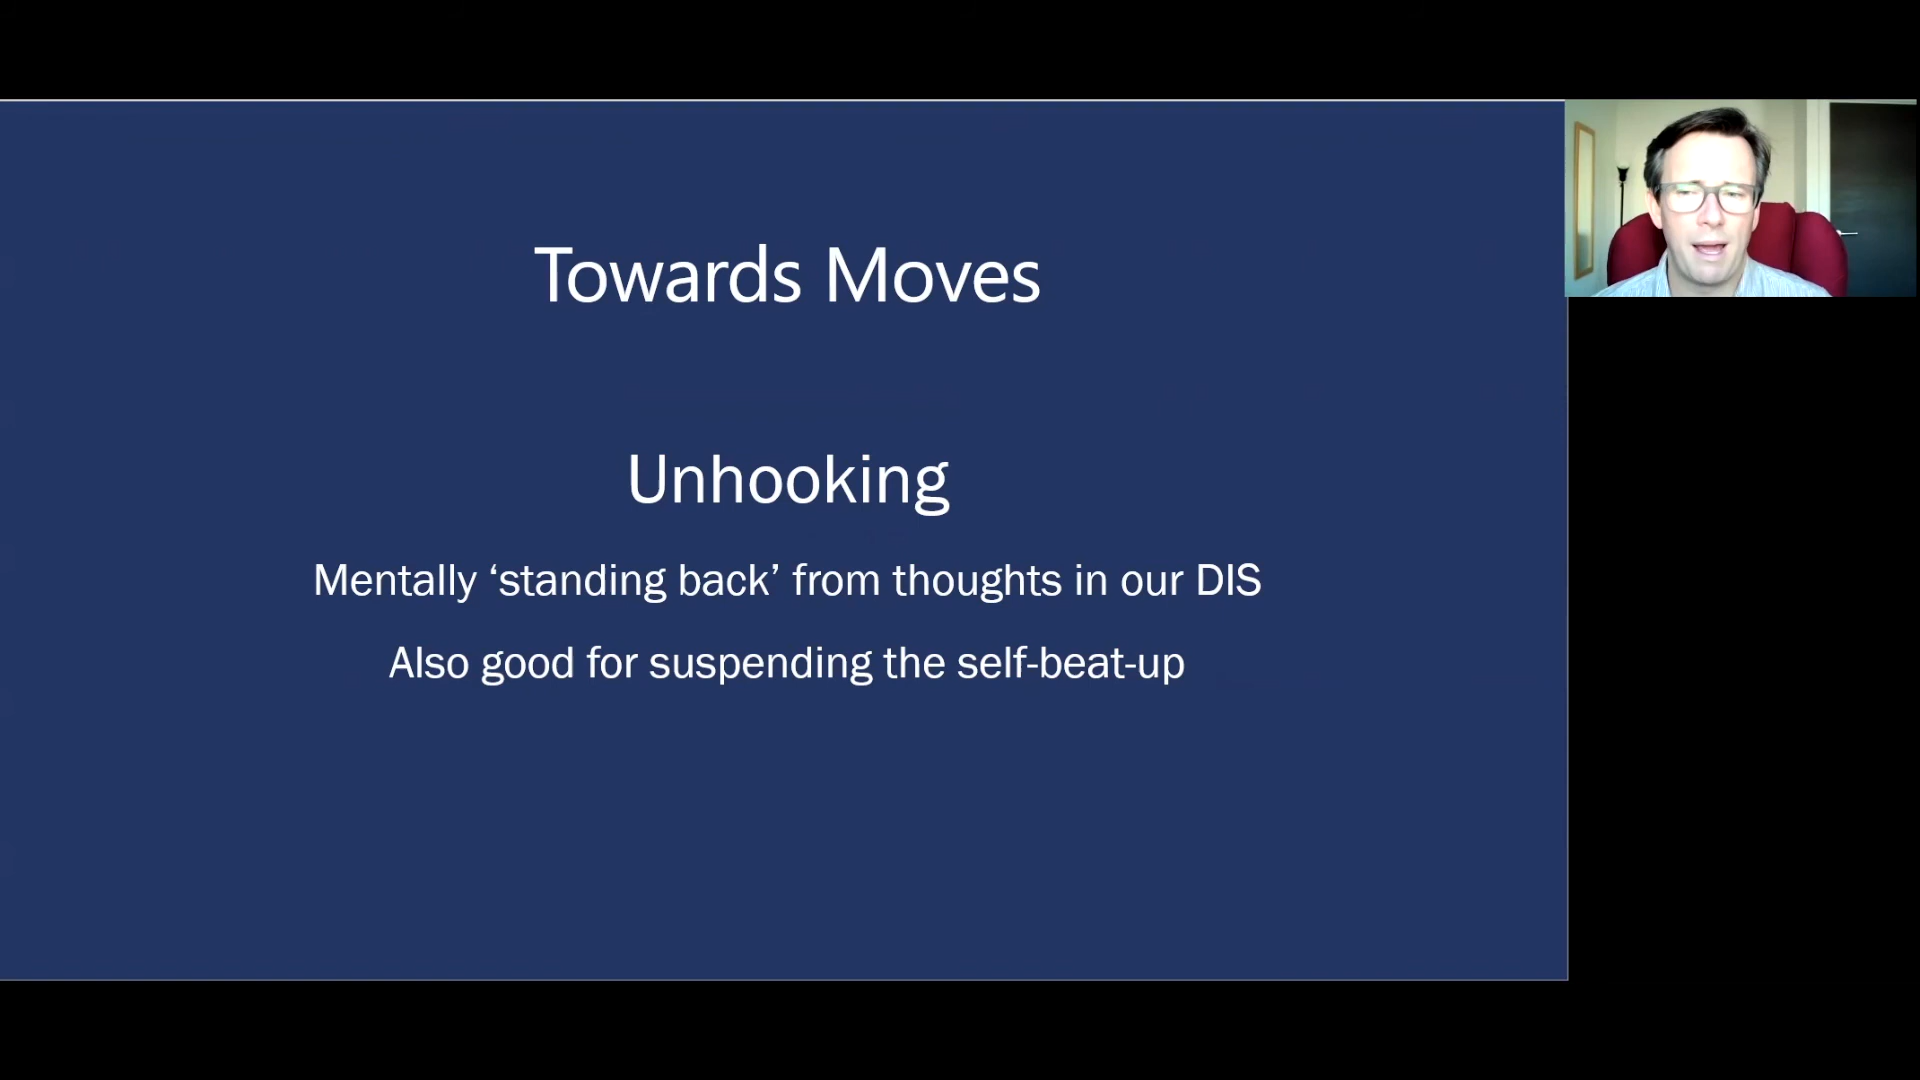 Towards Moves
Unhooking
Mentally ‘standing back’ from thoughts in our DIS
Also good for suspending the self-beat-up